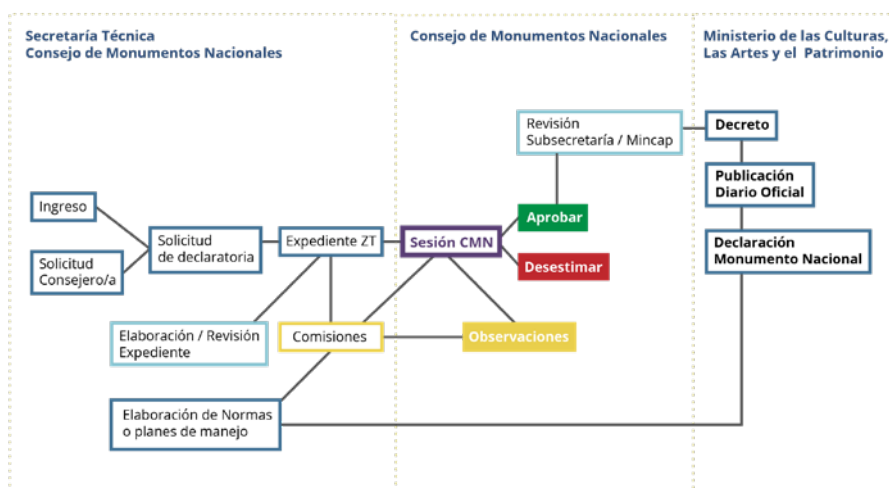 Secretaría Técnica
Consejo de Monumentos Nacionales
Consejo de Monumentos Nacionales
Ministerio de las Culturas,
Las Artes y el Patrimonio
Revisión
Subsecretaría / Mincap
Decreto
Publicación
Diario Oficial
Ingreso
Aprobar
Solicitud
de declaratoria
Expediente ZT
Sesión CMN
Declaración
Monumento Nacional
Solicitud
Consejero/a
Desestimar
Elaboración / Revisión
Expediente
Comisiones
Observaciones
Elaboración de Normas
o planes de manejo